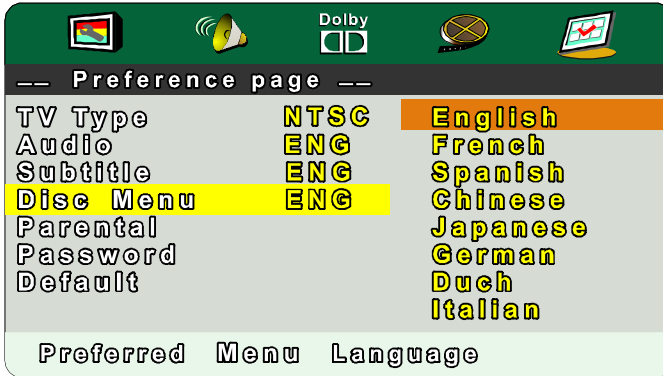 Dolby
-- Preference page --
TV Type NTSC English
Audio ENG French
Subtitle ENG Spanish
Disc Menu ENG Chinese
Parental Japanese
Password German
Default Duch
Italian
Preferred Menu Language